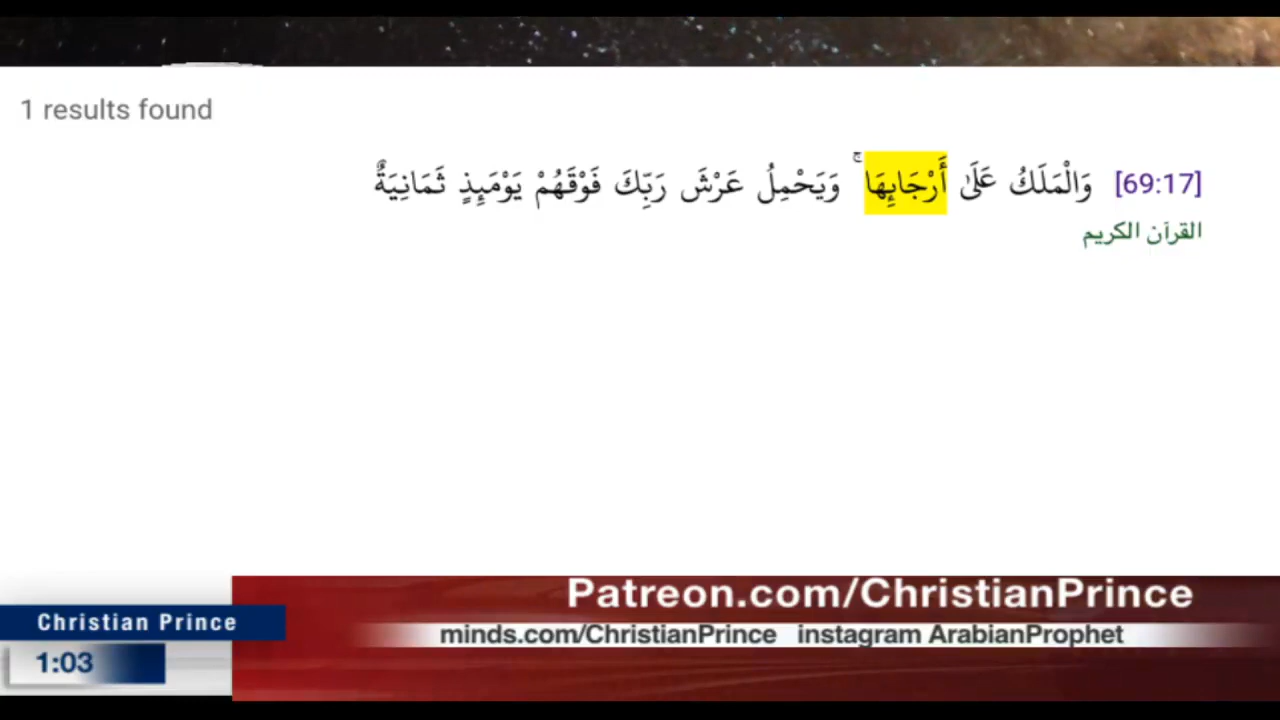 1 results found
[69:17] وَالْمَلَكُ عَلَىٰ أَرْجَائِهَا ۚ وَيَحْمِلُ عَرْشَ رَبِّكَ فَوْقَهُمْ يَوْمَئِذٍ ثَمَانِيَةٌ
القرآن الكريم
Patreon.com/ChristianPrince
Christian Prince
minds.com/ChristianPrince instagram ArabianProphet
1:03